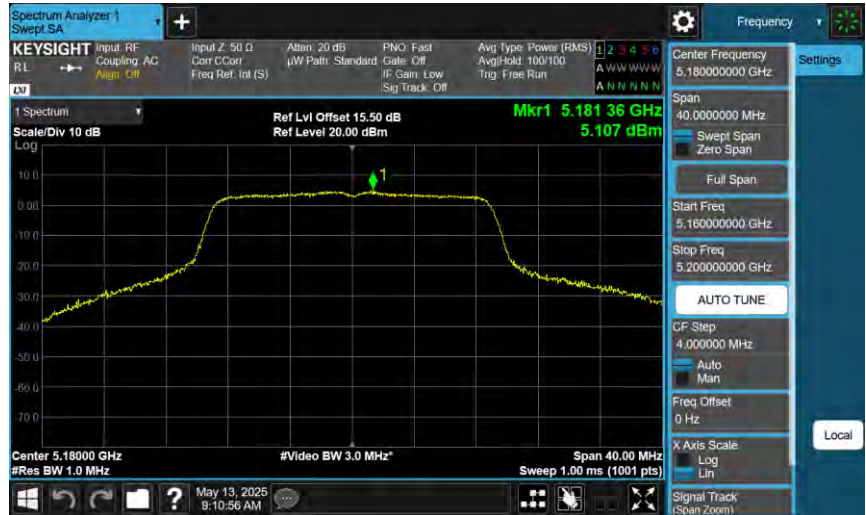 Spectrum Analyzer 1
Swept SA
+
Frequency
KEYSIGHT
RL
LXI
Input: RF
Coupling: AC
Align: Off
Input Z: 50 Ω
Corr CCorr
Freq Ref: Int (S)
Atten: 20 dB
µW Path: Standard
PNO: Fast
Gate: Off
IF Gain: Low
Sig Track: Off
Avg Type: Power (RMS)
Avg|Hold: 100/100
Trig: Free Run
1 2 3 4 5 6
A W W W W W
A N N N N N
1 Spectrum
Scale/Div 10 dB
Log
Ref Lvl Offset 15.50 dB
Ref Level 20.00 dBm
Mkr1 5.181 36 GHz
5.107 dBm
1
10.0
0.00
-10.0
-20.0
-30.0
-40.0
-50.0
-60.0
-70.0
Center 5.18000 GHz
#Res BW 1.0 MHz
#Video BW 3.0 MHz*
Span 40.00 MHz
Sweep 1.00 ms (1001 pts)
May 13, 2025
9:10:56 AM
?
Center Frequency
5.180000000 GHz
Span
40.0000000 MHz
Swept Span
Zero Span
Full Span
Start Freq
5.160000000 GHz
Stop Freq
5.200000000 GHz
AUTO TUNE
CF Step
4.000000 MHz
Auto
Man
Freq Offset
0 Hz
X Axis Scale
Log
Lin
Signal Track
(Span Zoom)
Settings
Local